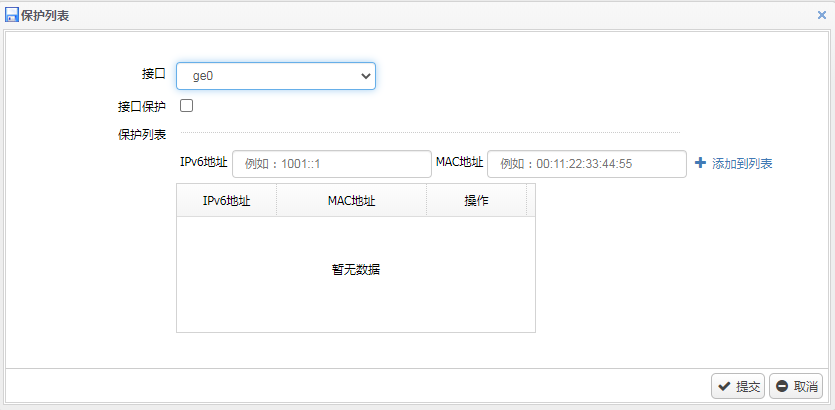 保护列表
接口 ge0
接口保护
保护列表
IPv6地址 例如：1001::1 MAC地址 例如：00:11:22:33:44:55 添加到列表
IPv6地址 MAC地址 操作
暂无数据
提交 取消